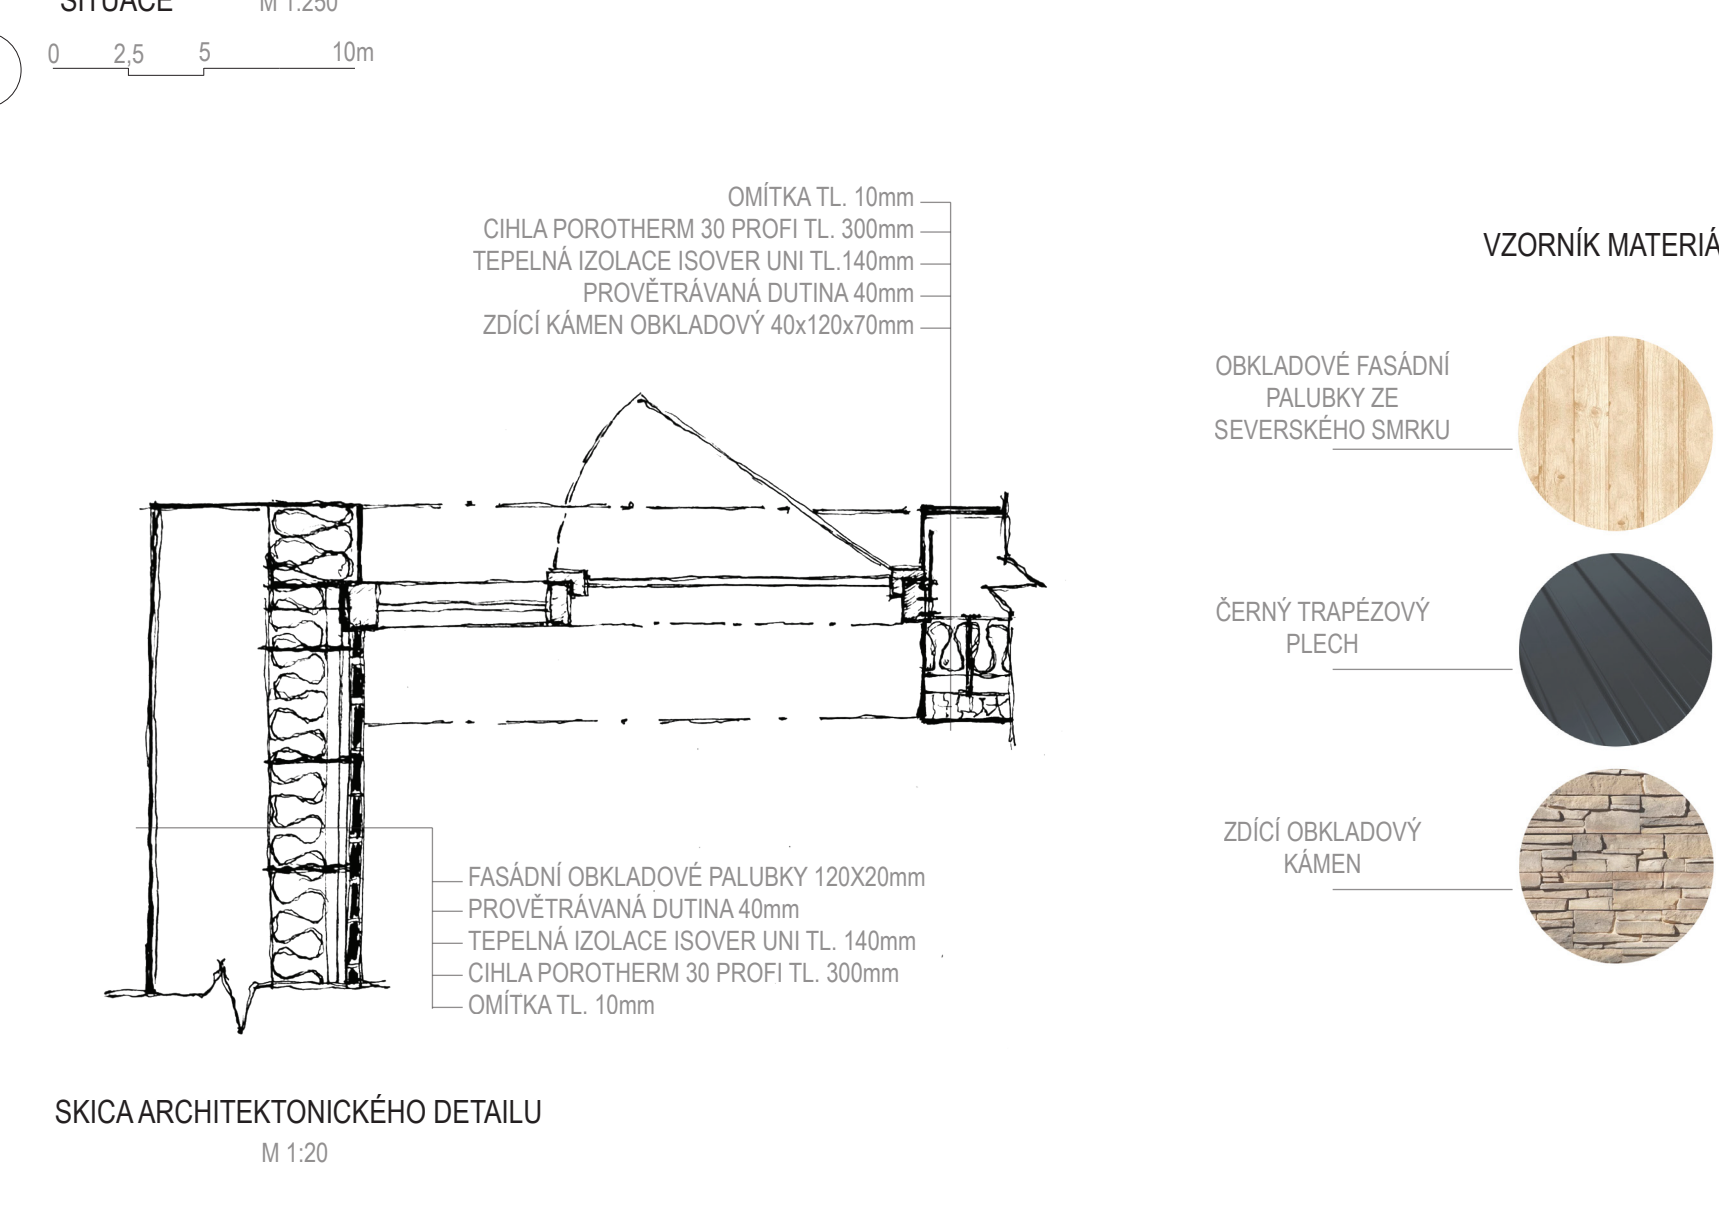 SITUACE M 1:250
0 2,5 5 10m
OMÍTKA TL. 10mm
CIHLA POROTHERM 30 PROFI TL. 300mm
TEPELNÁ IZOLACE ISOVER UNI TL.140mm
PROVĚTRÁVANÁ DUTINA 40mm
ZDÍCÍ KÁMEN OBKLADOVÝ 40x120x70mm
FASÁDNÍ OBKLADOVÉ PALUBKY 120X20mm
PROVĚTRÁVANÁ DUTINA 40mm
TEPELNÁ IZOLACE ISOVER UNI TL. 140mm
CIHLA POROTHERM 30 PROFI TL. 300mm
OMÍTKA TL. 10mm
SKICA ARCHITEKTONICKÉHO DETAILU
M 1:20
VZORNÍK MATERIÁ
OBKLADOVÉ FASÁDNÍ
PALUBKY ZE
SEVERSKÉHO SMRKU
ČERNÝ TRAPÉZOVÝ
PLECH
ZDÍCÍ OBKLADOVÝ
KÁMEN